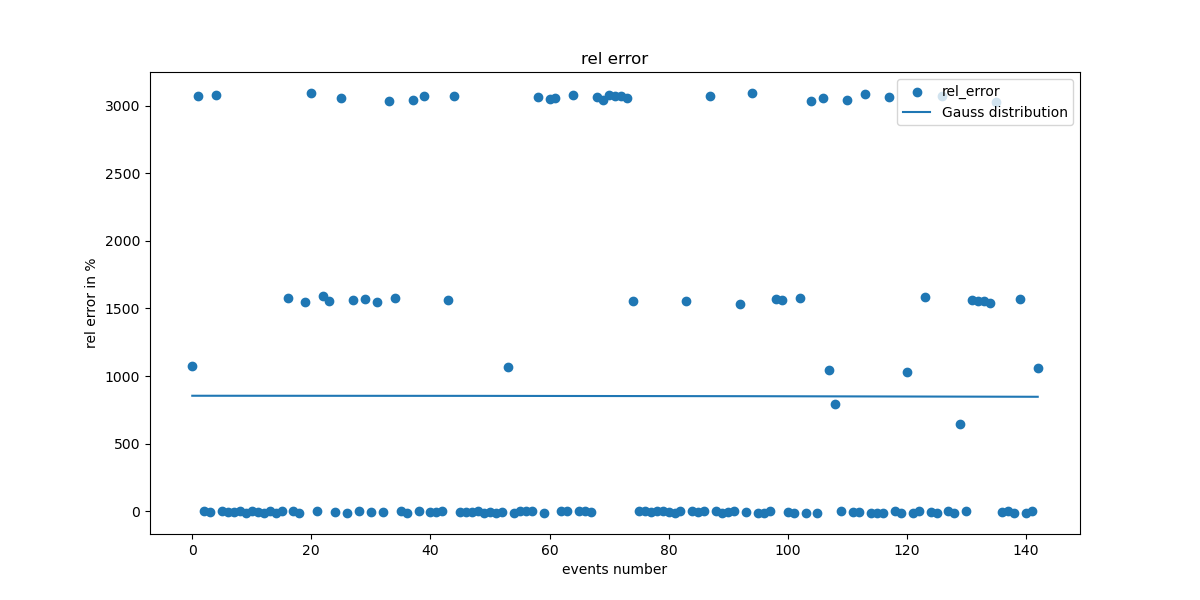 rel error
rel_error
Gauss distribution
rel error in %
3000
2500
2000
1500
1000
500
0
0 20 40 60 80 100 120 140
events number